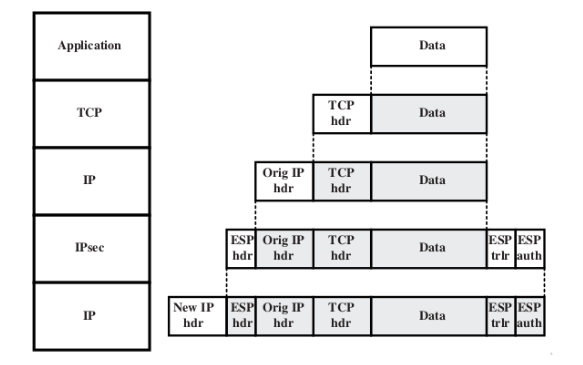 Application
Data
TCP
TCP hdr
Data
IP
Orig IP hdr
TCP hdr
Data
IPsec
ESP hdr
Orig IP hdr
TCP hdr
Data
ESP trlr
ESP auth
IP
New IP hdr
ESP hdr
Orig IP hdr
TCP hdr
Data
ESP trlr
ESP auth